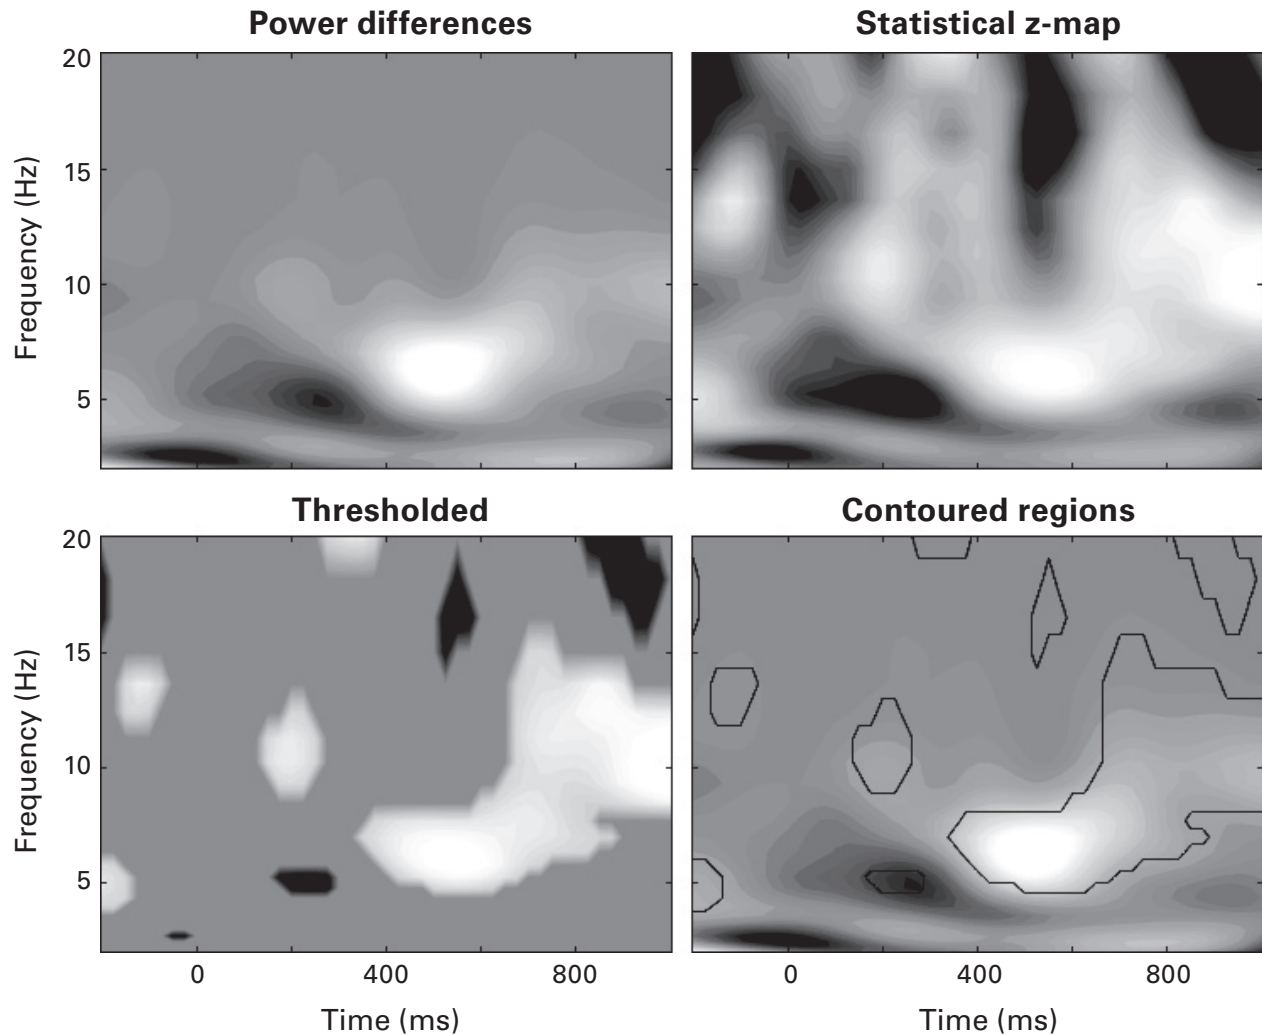 Power differences
Statistical z-map
20
15
10
5
Frequency (Hz)
Thresholded
Contoured regions
20
15
10
5
Frequency (Hz)
0
400
800
0
400
800
Time (ms)
Time (ms)